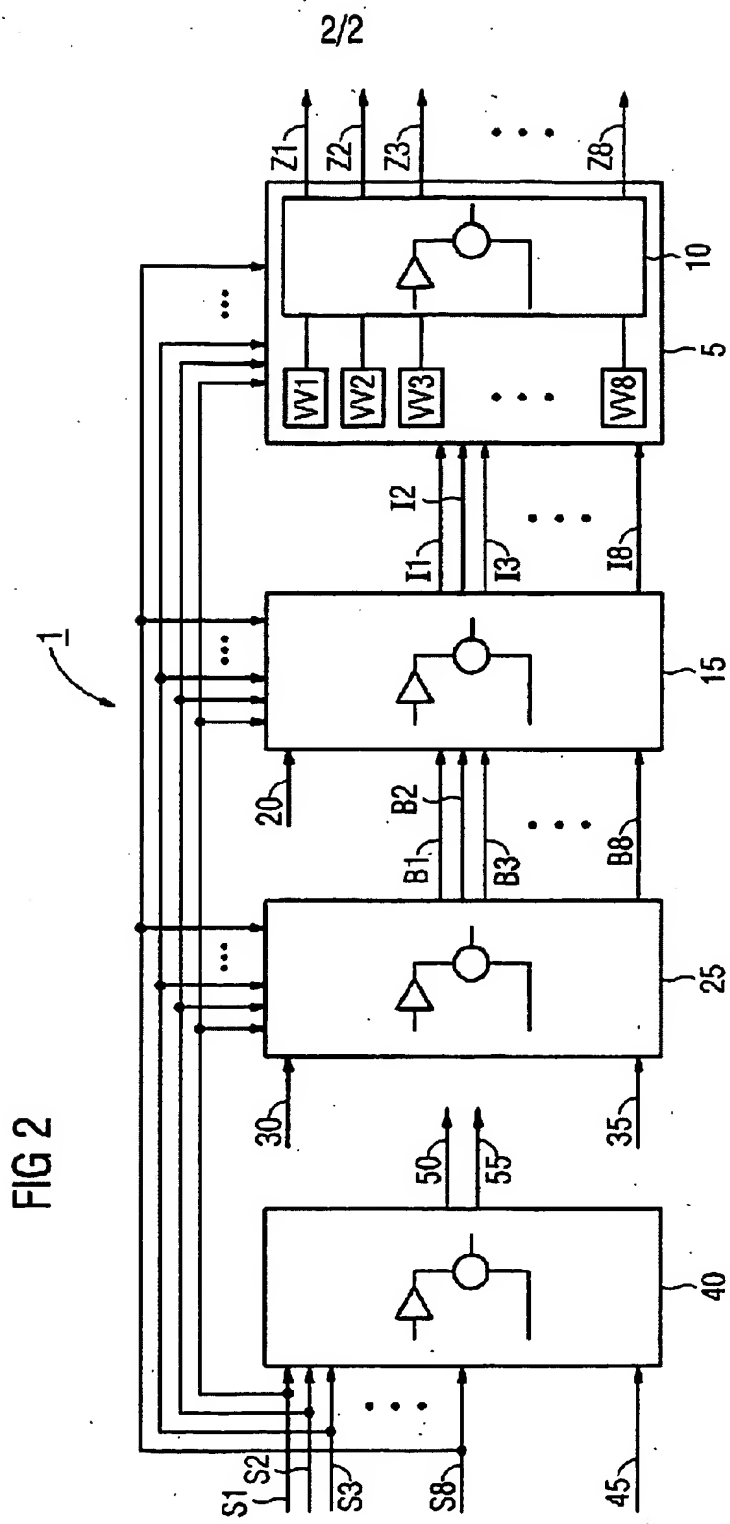 2/2
FIG 2
1
S1
S2
S3
• • •
S8
45
40
50
55
30
35
•••
25
B1
B2
B3
• • •
B8
20
•••
15
I1
I2
I3
• • •
I8
•••
VV1
VV2
VV3
• • •
VV8
5
10
Z1
Z2
Z3
• • •
Z8